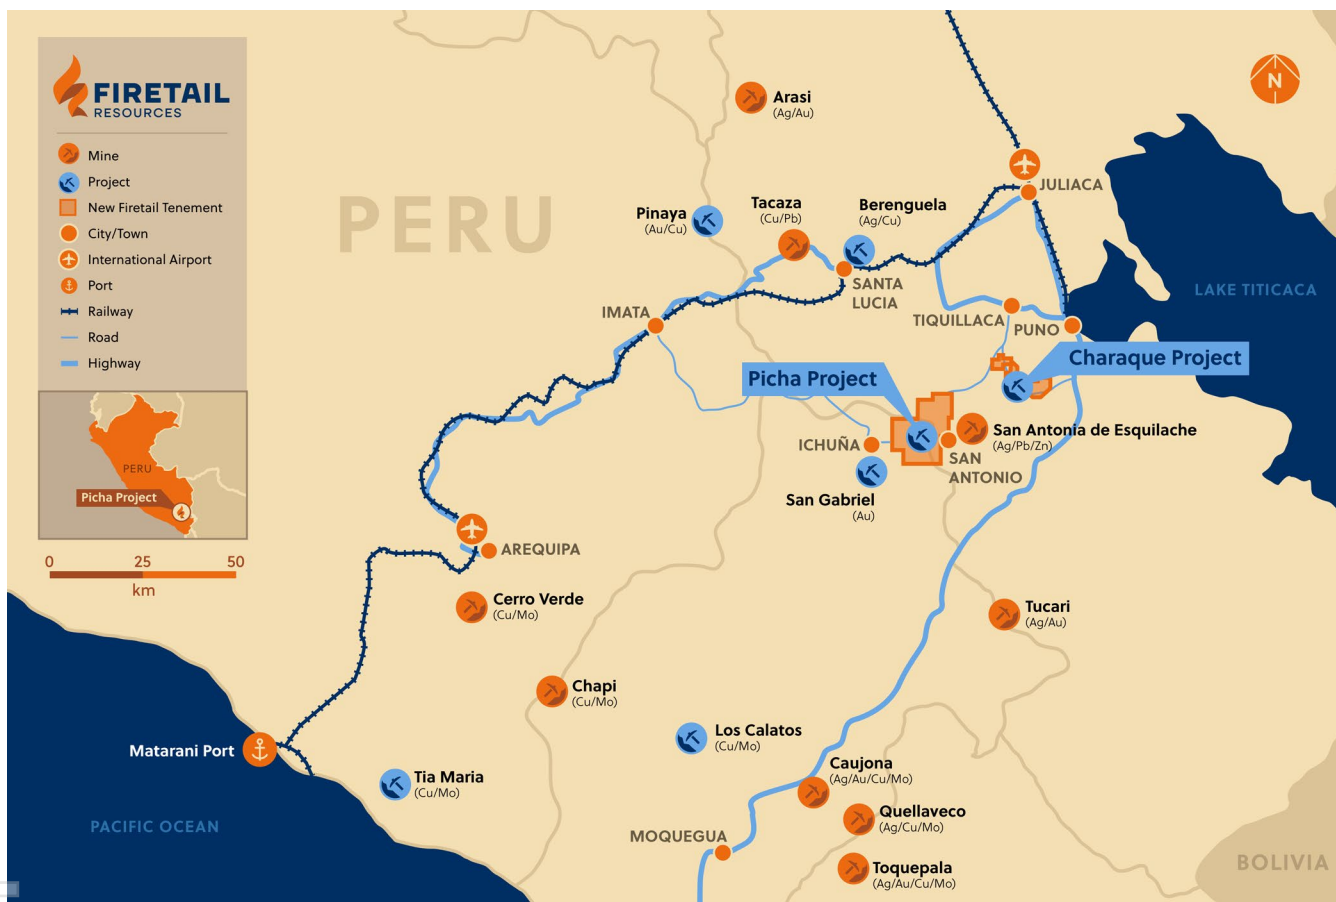 FIRETAIL
RESOURCES
Mine
Project
New Firetail Tenement
City/Town
International Airport
Port
Railway
Road
Highway
PERU
Picha Project
0 25 50
km
N
PERU
Arasi
(Ag/Au)
JULIACA
Pinaya
(Au/Cu)
Tacaza
(Cu/Pb)
Berenguela
(Ag/Cu)
SANTA
LUCIA
LAKE TITICACA
IMATA
TIQUILLACA
PUNO
Charaque Project
Picha Project
San Antonia de Esquilache
(Ag/Pb/Zn)
ICHUÑA
SAN
ANTONIO
San Gabriel
(Au)
AREQUIPA
Cerro Verde
(Cu/Mo)
Tucari
(Ag/Au)
Chapi
(Cu/Mo)
Los Calatos
(Cu/Mo)
Matarani Port
Tia Maria
(Cu/Mo)
Caujona
(Ag/Au/Cu/Mo)
Quellaveco
(Ag/Cu/Mo)
PACIFIC OCEAN
MOQUEGUA
Toquepala
(Ag/Au/Cu/Mo)
BOLIVIA